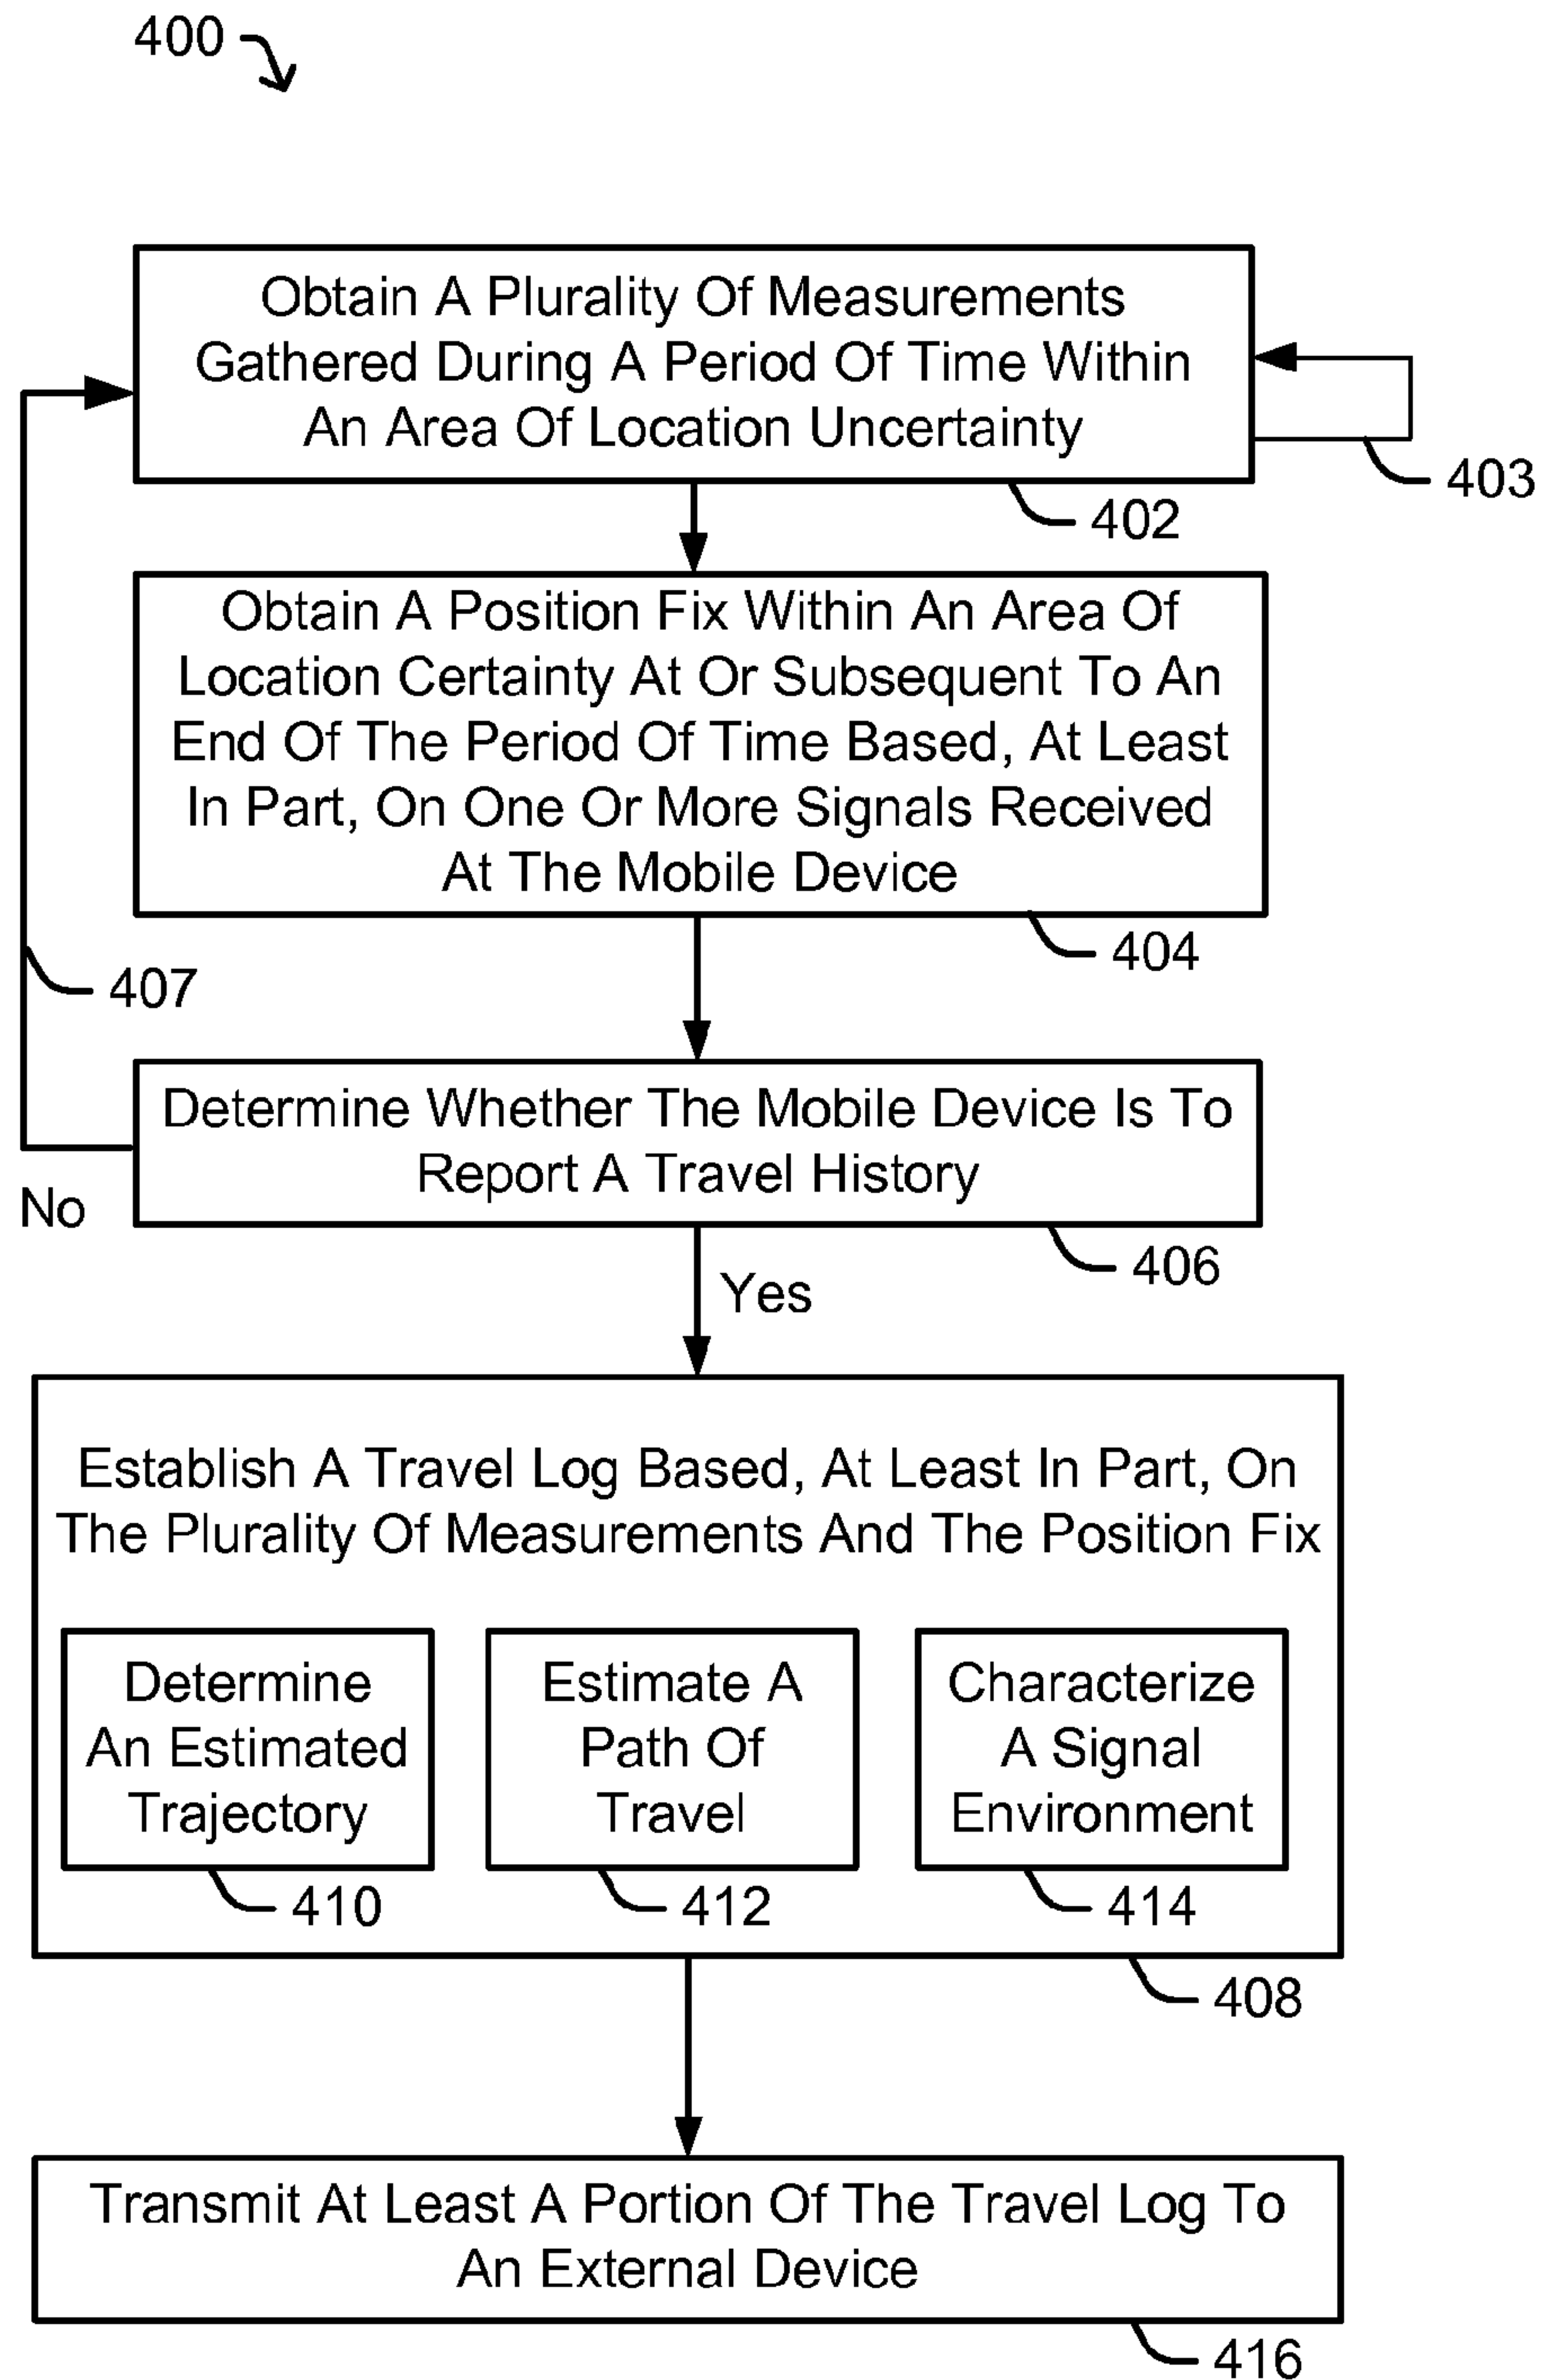 400
Obtain A Plurality Of Measurements
Gathered During A Period Of Time Within
An Area Of Location Uncertainty
403
402
Obtain A Position Fix Within An Area Of
Location Certainty At Or Subsequent To An
End Of The Period Of Time Based, At Least
In Part, On One Or More Signals Received
At The Mobile Device
404
407
Determine Whether The Mobile Device Is To
Report A Travel History
No
406
Yes
Establish A Travel Log Based, At Least In Part, On
The Plurality Of Measurements And The Position Fix
Determine
An Estimated
Trajectory
410
Estimate A
Path Of
Travel
412
Characterize
A Signal
Environment
414
408
Transmit At Least A Portion Of The Travel Log To
An External Device
416